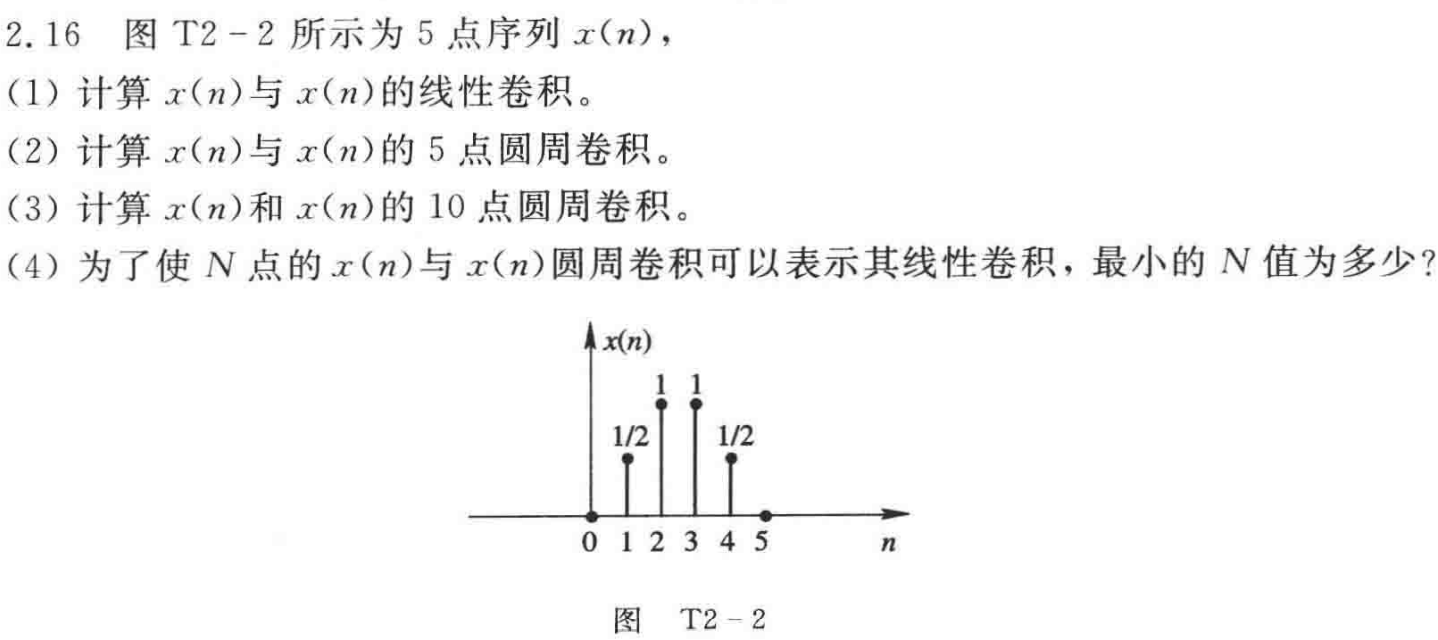 2.16 图 T2-2 所示为 5 点序列 x(n)，
(1) 计算 x(n)与 x(n)的线性卷积。
(2) 计算 x(n)与 x(n)的 5 点圆周卷积。
(3) 计算 x(n)和 x(n)的 10 点圆周卷积。
(4) 为了使 N 点的 x(n)与 x(n)圆周卷积可以表示其线性卷积，最小的 N 值为多少?
x(n)
1 1
1/2 1/2
0 1 2 3 4 5 n
图 T2-2